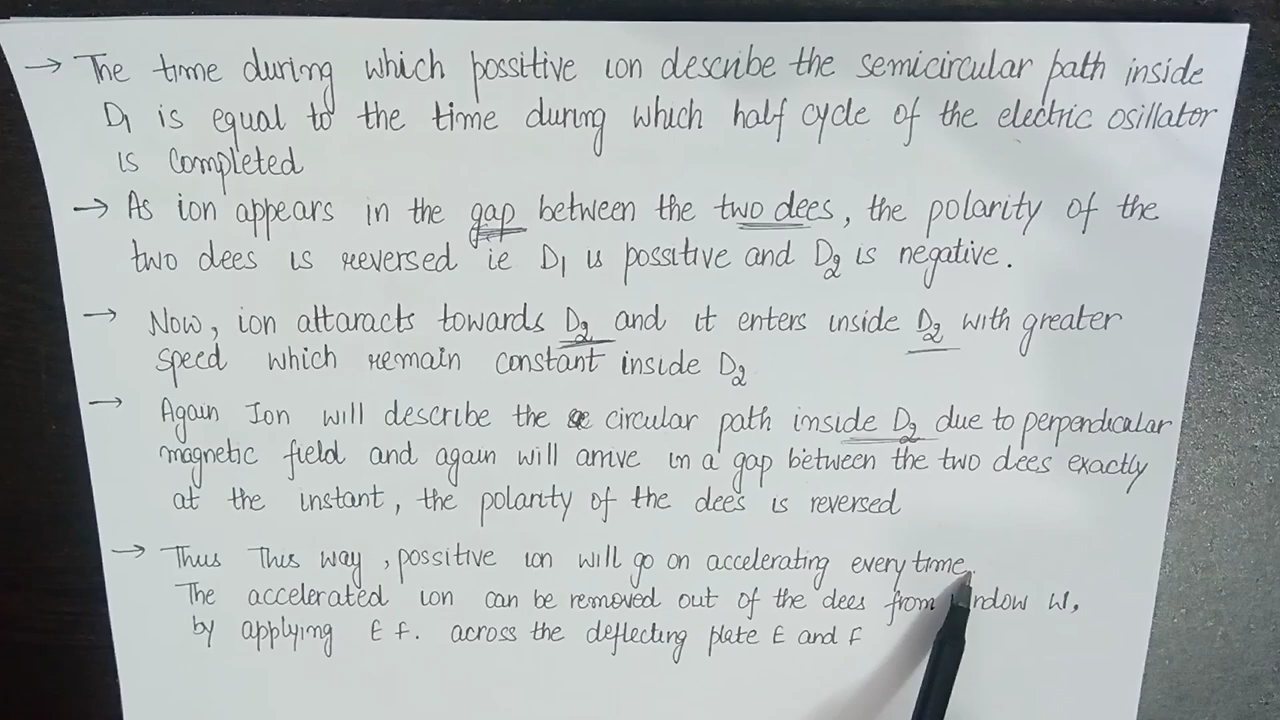 → The time during which possitive ion describe the semicircular path inside
D1 is equal to the time during which half cycle of the electric osillator
is completed
→ As ion appears in the gap between the two dees, the polarity of the
two dees is reeversed ie D1 is possitive and D2 is negative.
→ Now, ion attaracts towards D2 and it enters inside D2 with greater
speed which remain constant inside D2
→ Again Ion will describe the circular path inside D2 due to perpendicular
magnetic field and again will arrive in a gap between the two dees exactly
at the instant, the polarity of the dees is reversed
→ Thus This way, possitive ion will go on accelerating every time.
The accelerated ion can be removed out of the dees from W,
by applying E f. across the deflecting plate E and F